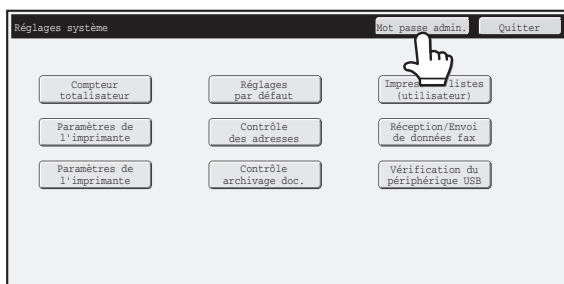 Réglages système
Mot passe admin.
Quitter
Compteur
totalisateur
Réglages
par défaut
listes
(utilisateur)
Paramètres de
l'imprimante
Contrôle
des adresses
Réception/Envoi
de données fax
Paramètres de
l'imprimante
Contrôle
archivage doc.
Vérification du
périphérique USB